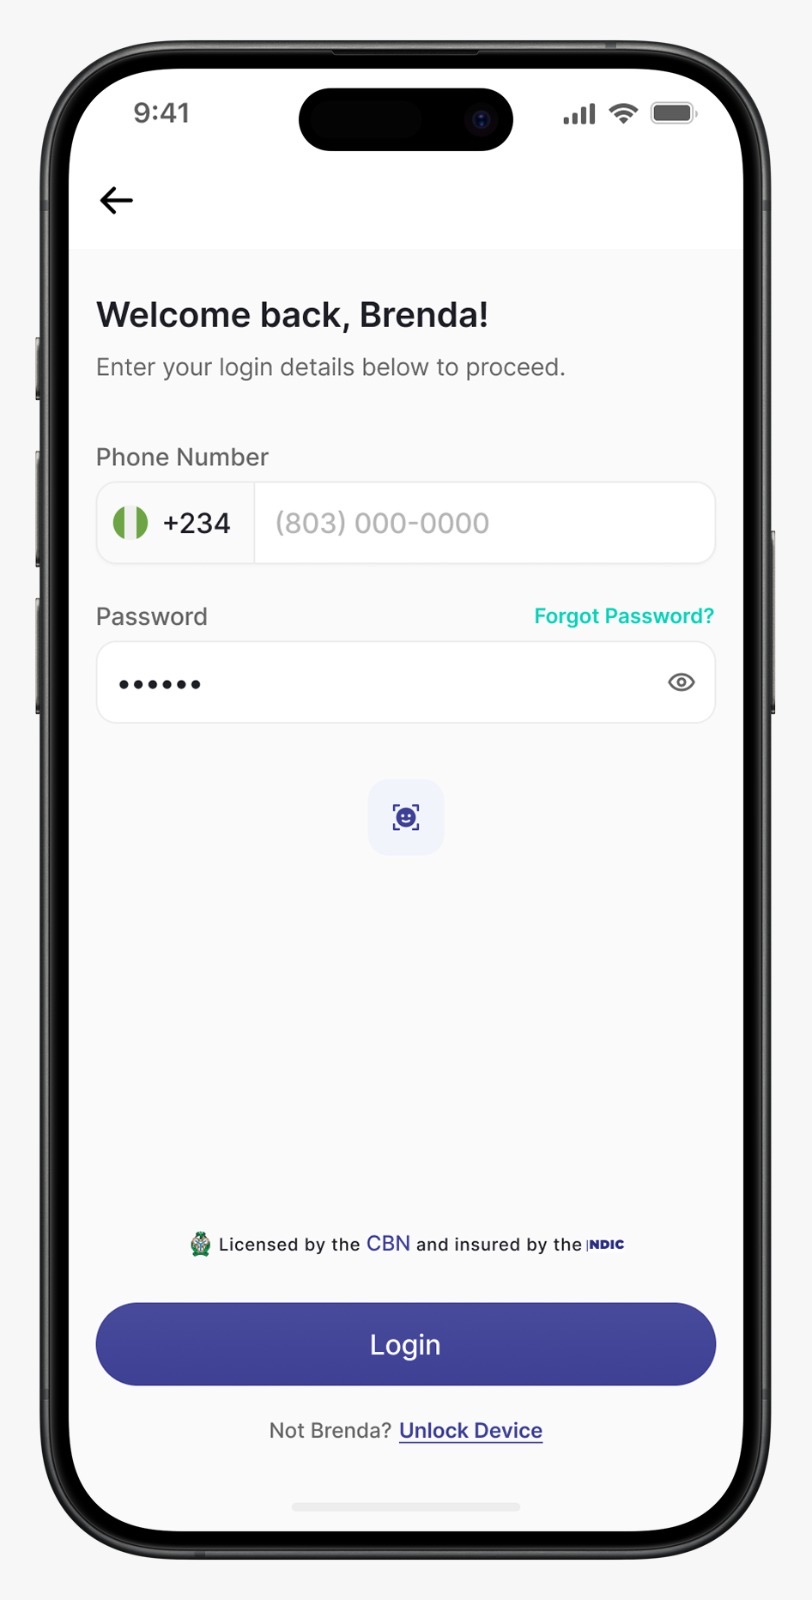 9:41
Welcome back, Brenda!
Enter your login details below to proceed.
Phone Number
+234 (803) 000-0000
Password Forgot Password?
••••••
Licensed by the CBN and insured by the NDIC
Login
Not Brenda? Unlock Device